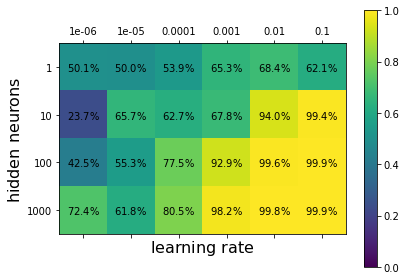 1e-06 1e-05 0.0001 0.001 0.01 0.1
1 50.1% 50.0% 53.9% 65.3% 68.4% 62.1%
10 23.7% 65.7% 62.7% 67.8% 94.0% 99.4%
100 42.5% 55.3% 77.5% 92.9% 99.6% 99.9%
1000 72.4% 61.8% 80.5% 98.2% 99.8% 99.9%
hidden neurons
learning rate
1.0
0.8
0.6
0.4
0.2
0.0